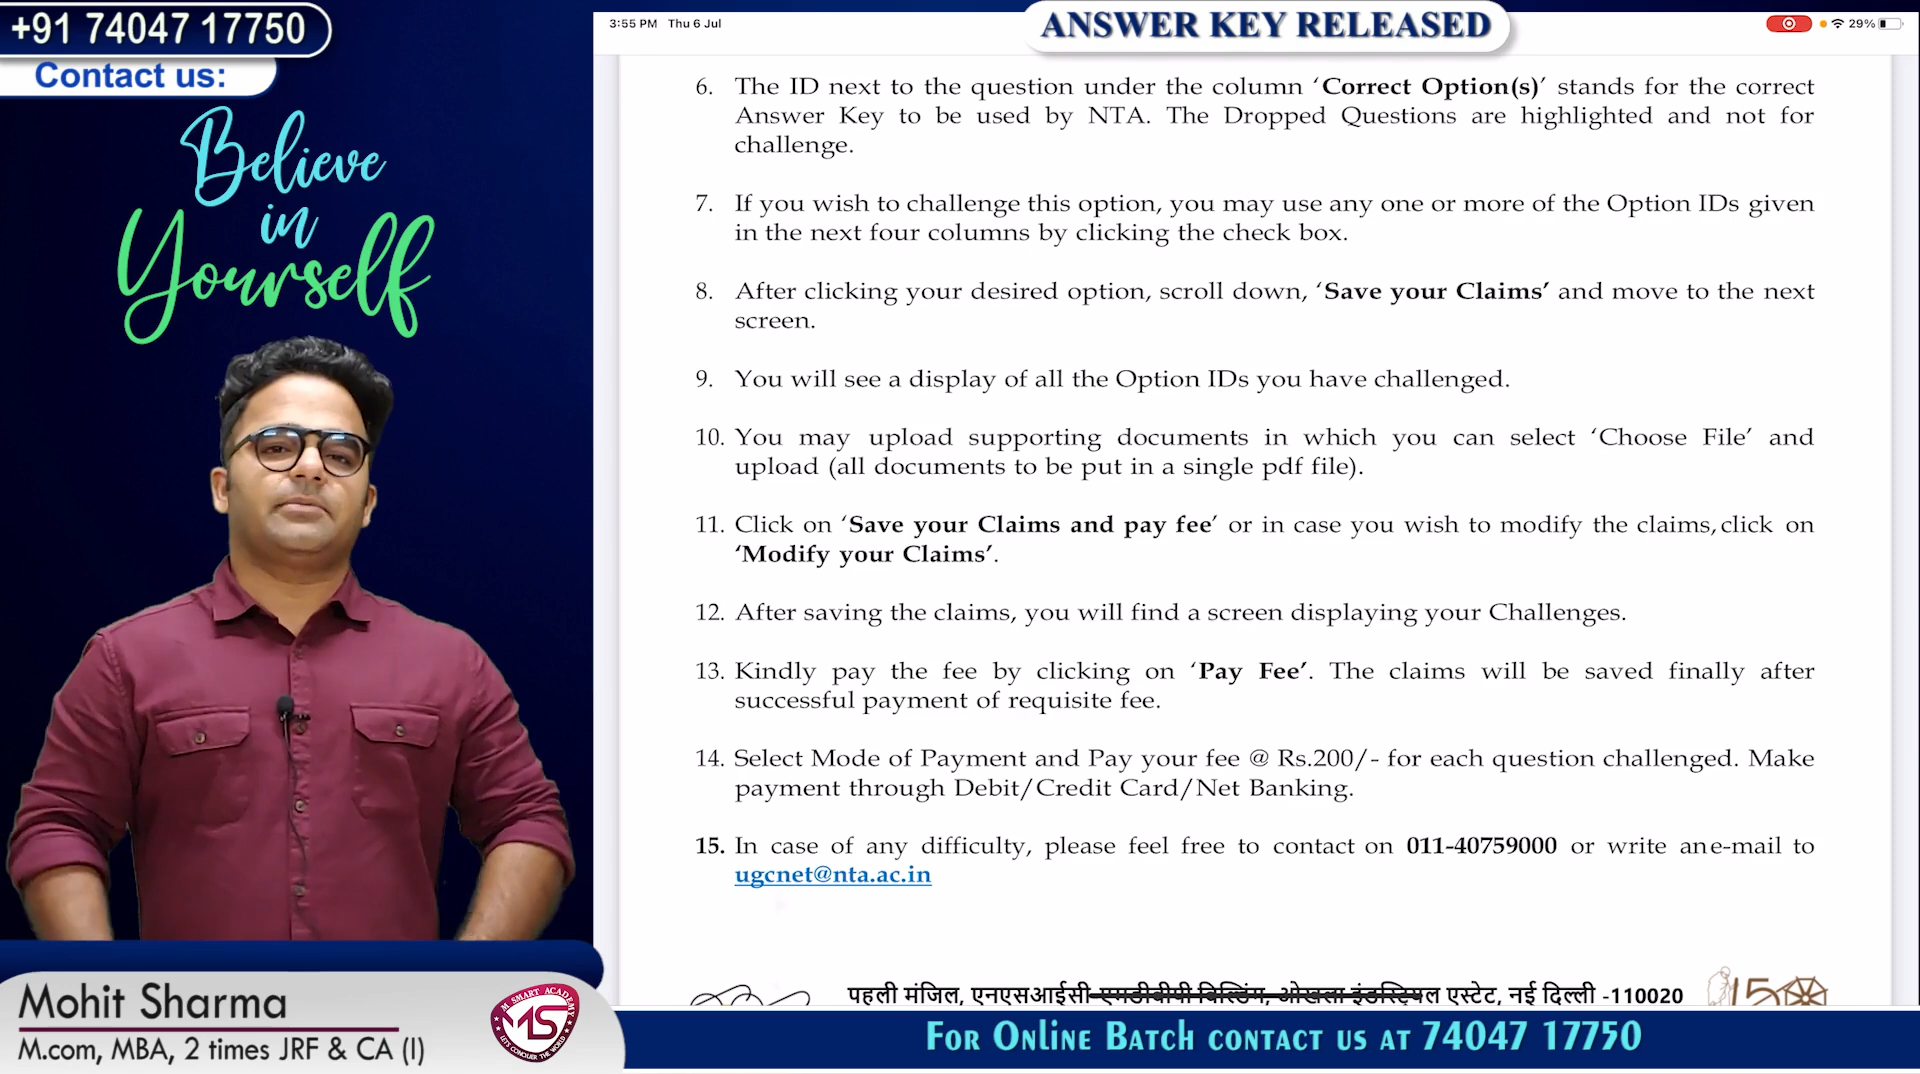 +91 74047 17750
Contact us:
Believe
in
Yourself
3:55 PM Thu 6 Jul
ANSWER KEY RELEASED
29%
6. The ID next to the question under the column ‘Correct Option(s)’ stands for the correct
Answer Key to be used by NTA. The Dropped Questions are highlighted and not for
challenge.
7. If you wish to challenge this option, you may use any one or more of the Option IDs given
in the next four columns by clicking the check box.
8. After clicking your desired option, scroll down, ‘Save your Claims’ and move to the next
screen.
9. You will see a display of all the Option IDs you have challenged.
10. You may upload supporting documents in which you can select ‘Choose File’ and
upload (all documents to be put in a single pdf file).
11. Click on ‘Save your Claims and pay fee’ or in case you wish to modify the claims, click on
‘Modify your Claims’.
12. After saving the claims, you will find a screen displaying your Challenges.
13. Kindly pay the fee by clicking on ‘Pay Fee’. The claims will be saved finally after
successful payment of requisite fee.
14. Select Mode of Payment and Pay your fee @ Rs.200/- for each question challenged. Make
payment through Debit/Credit Card/Net Banking.
15. In case of any difficulty, please feel free to contact on 011-40759000 or write an e-mail to
ugcnet@nta.ac.in
पहली मंजिल, एनएसआईसी-एमडीबीपी बिल्डिंग, ओखला इंडस्ट्रियल एस्टेट, नई दिल्ली -110020
Mohit Sharma
M.com, MBA, 2 times JRF & CA (I)
M SMART ACADEMY
MS
LET'S CONQUER THE WORLD
For Online Batch contact us at 74047 17750